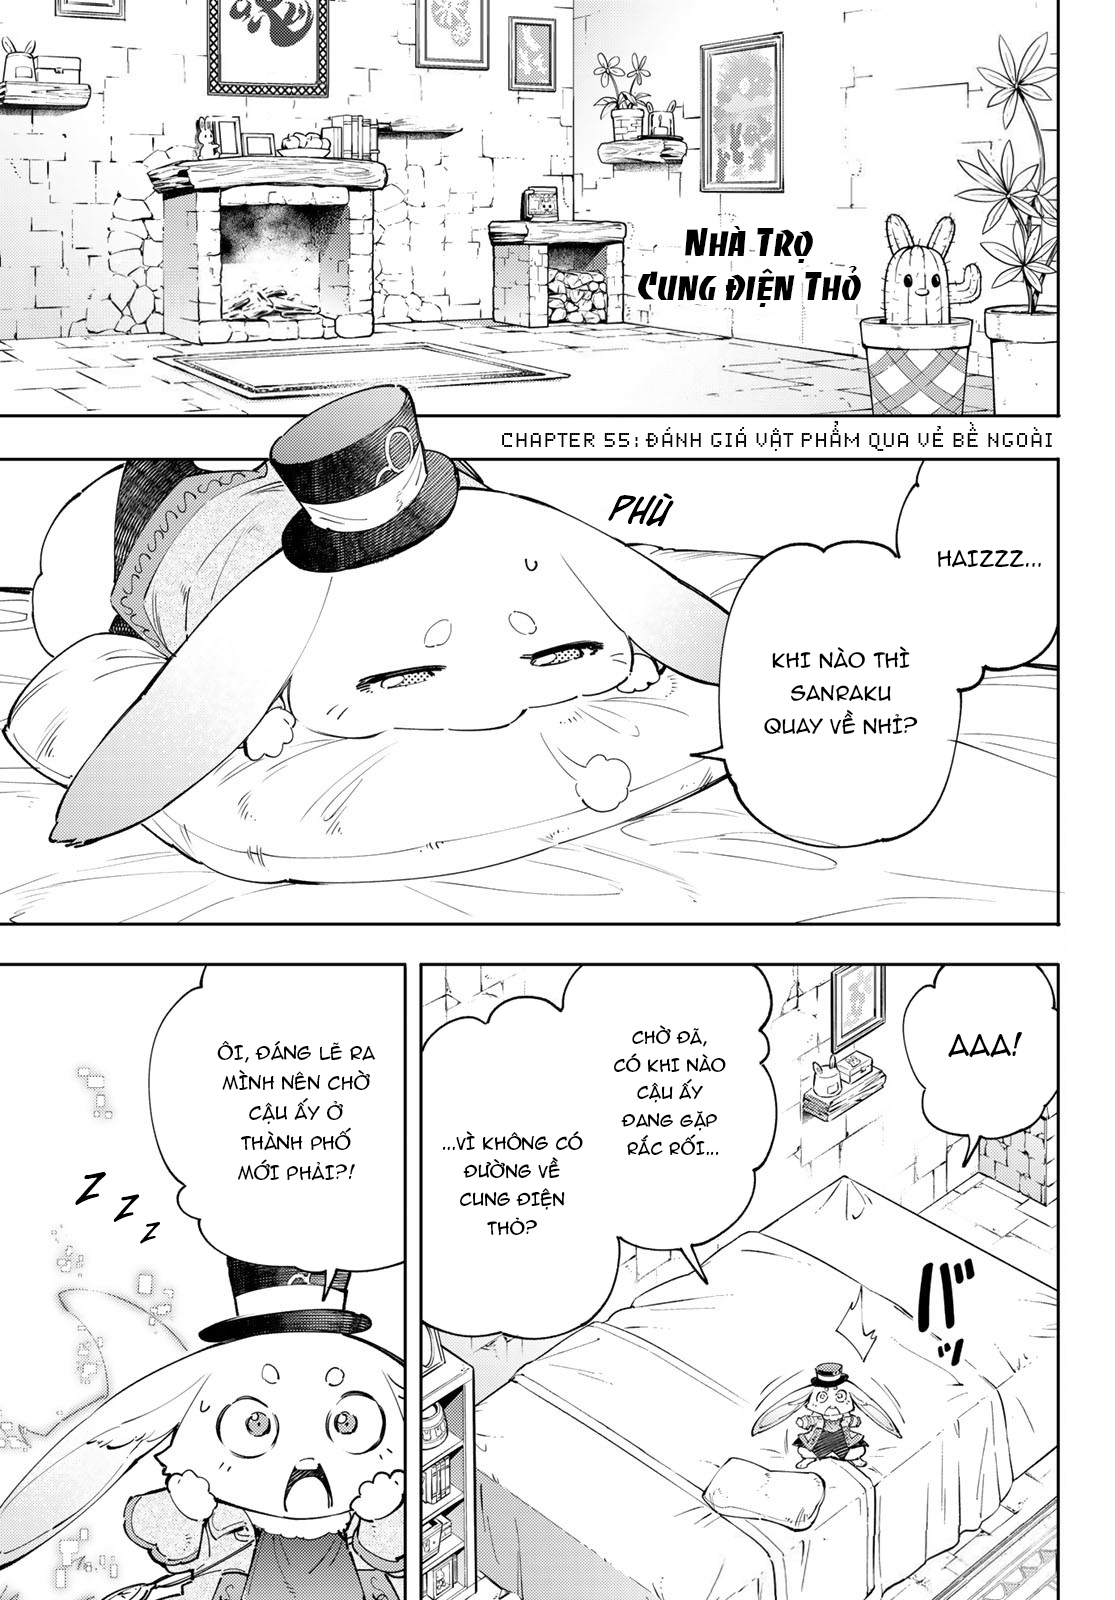 NHÀ TRỌ
CUNG ĐIỆN THỎ
CHAPTER 55: ĐÁNH GIÁ VẬT PHẨM QUA VẺ BỀ NGOÀI
HAIZZZ...
PHÙ
KHI NÀO THÌ
SANRAKU
QUAY VỀ NHỈ?
AAA!
CHỜ ĐÃ,
CÓ KHI NÀO
CẬU ẤY
ĐANG GẶP
RẮC RỐI...
...VÌ KHÔNG CÓ
ĐƯỜNG VỀ
CUNG ĐIỆN
THỎ?
バッ
ÔI, ĐÁNG LẼ RA
MÌNH NÊN CHỜ
CẬU ẤY Ở
THÀNH PHỐ
MỚI PHẢI?!
Z Z Z